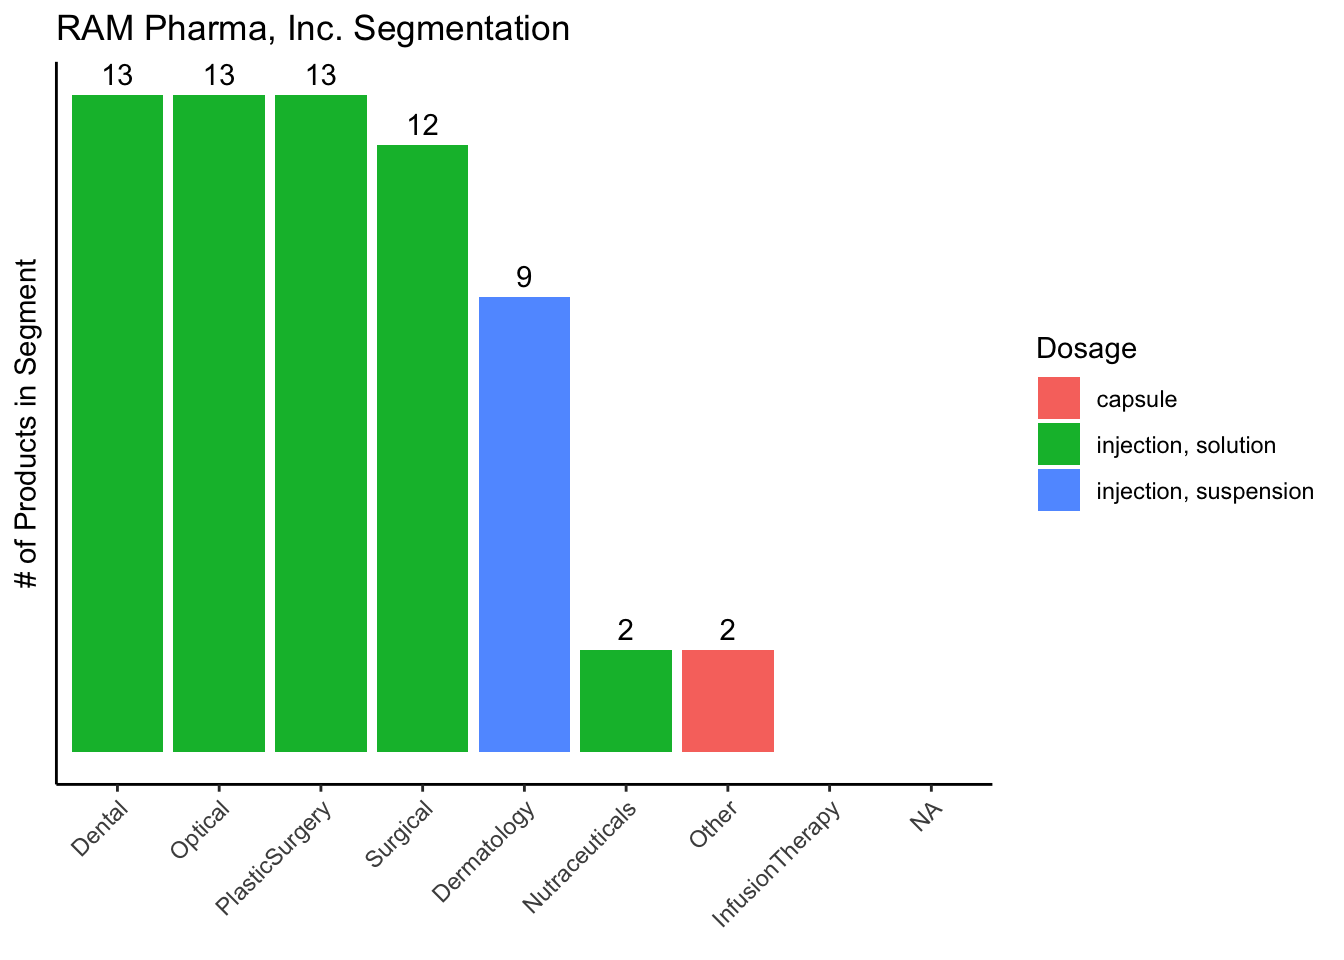 RAM Pharma, Inc. Segmentation
13
13
13
12
9
2
2
# of Products in Segment
Dental
Optical
PlasticSurgery
Surgical
Dermatology
Nutraceuticals
Other
InfusionTherapy
NA
Dosage
capsule
injection, solution
injection, suspension